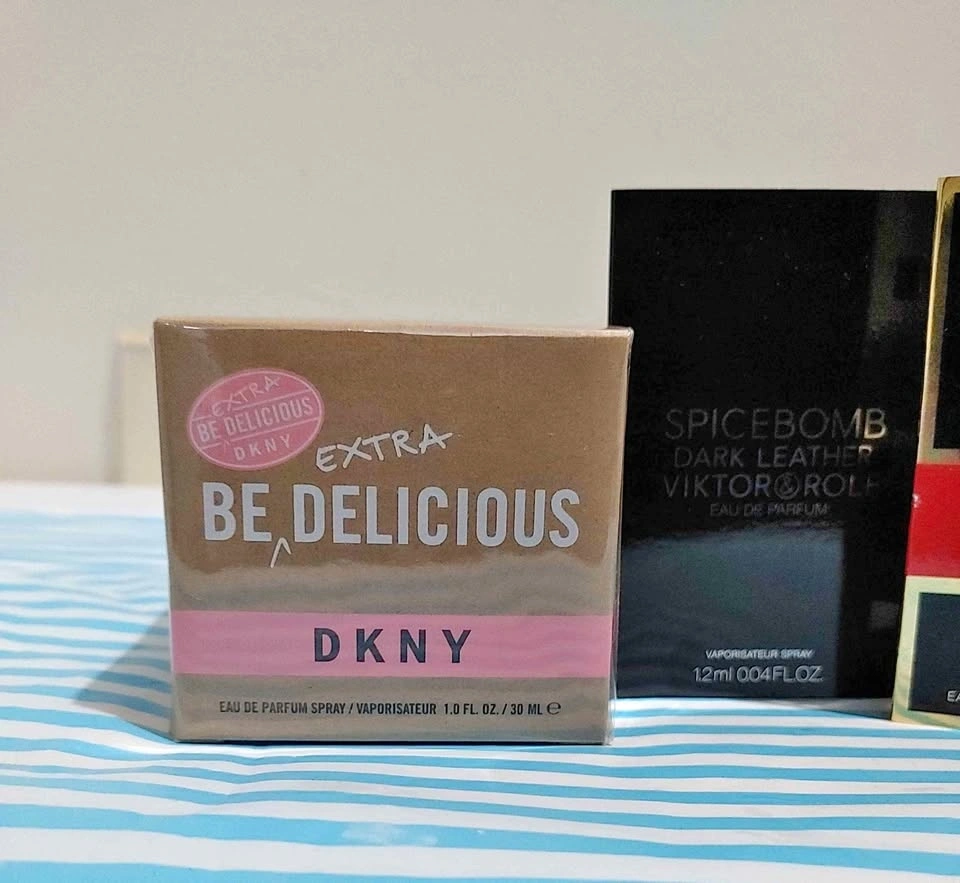 EXTRA
BE DELICIOUS
DKNY
EXTRA
BE DELICIOUS
DKNY
EAU DE PARFUM SPRAY / VAPORISATEUR 1.0 FL. OZ. / 30 ML ℮
SPICEBOMB
DARK LEATHER
VIKTOR&ROLF
EAU DE PARFUM
VAPORISATEUR SPRAY
1.2ml 0.04FL.OZ.